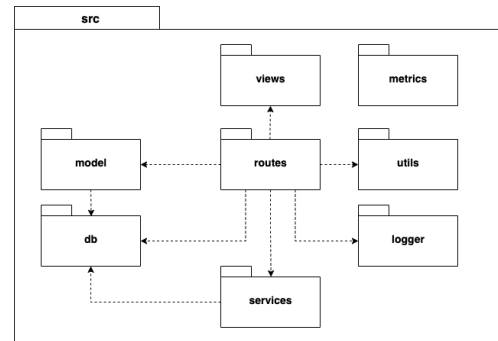 src
views
metrics
model
routes
utils
db
logger
services